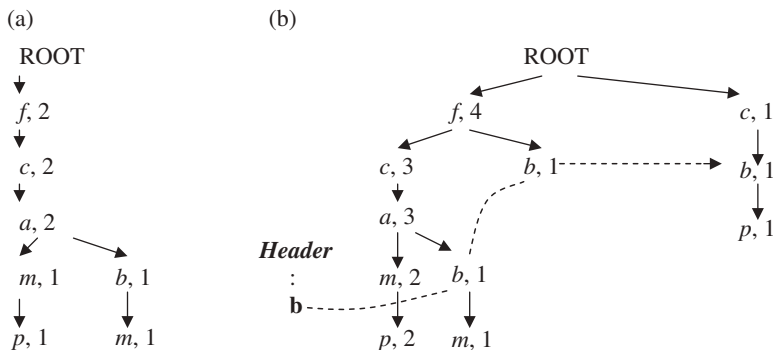 (a)
ROOT
f, 2
c, 2
a, 2
m, 1 b, 1
p, 1 m, 1
(b)
ROOT
f, 4 c, 1
c, 3 b, 1 b, 1
a, 3 p, 1
Header
:
b
m, 2 b, 1
p, 2 m, 1